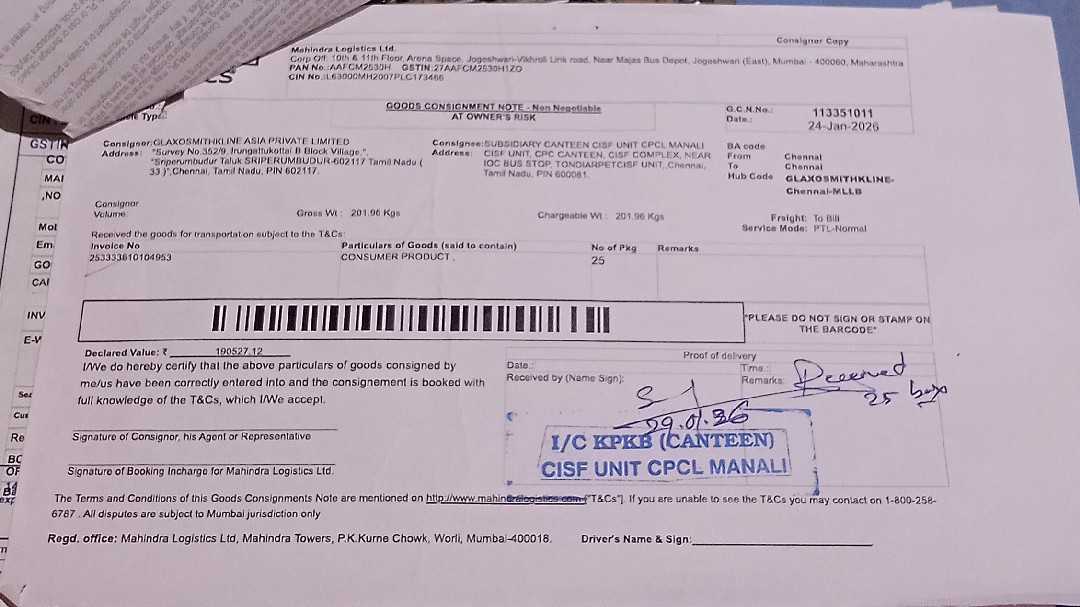 Consignor Copy
Mahindra Logistics Ltd.
Corp Off: 10th & 11th Floor, Arena Space, Jogeshwari-Vikhroli Link road, Near Majas Bus Depot, Jogeshwari (East), Mumbai - 400060, Maharashtra
PAN No.:AAFCM2530H GSTIN:27AAFCM2530H1ZO
CIN No.:L63000MH2007PLC173466
GOODS CONSIGNMENT NOTE - Non Negotiable
AT OWNER'S RISK
G.C.N.No.: 113351011
Date.: 24-Jan-2026
Type:
Consignor:GLAXOSMITHKLINE ASIA PRIVATE LIMITED
Address: "Survey No.352/9, Irungattukottai B Block Village,",
"Sriperumbudur Taluk SRIPERUMBUDUR-602117 Tamil Nadu (
33 )",Chennai, Tamil Nadu, PIN 602117.
Consignee:SUBSIDIARY CANTEEN CISF UNIT CPCL MANALI
Address: CISF UNIT, CPC CANTEEN, CISF COMPLEX, NEAR
IOC BUS STOP, TONDIARPETCISF UNIT,,Chennai,
Tamil Nadu, PIN 600081.
BA code
From Chennai
To Chennai
Hub Code GLAXOSMITHKLINE-
Chennai-MLLB
Consignor
Volume:
Gross Wt : 201.96 Kgs
Chargeable Wt : 201.96 Kgs
Freight: To Bill
Service Mode: PTL-Normal
Received the goods for transportation subject to the T&Cs:
Invoice No Particulars of Goods (said to contain) No of Pkg Remarks
253333610104953 CONSUMER PRODUCT . 25
"PLEASE DO NOT SIGN OR STAMP ON
THE BARCODE"
Declared Value: ₹ 190527.12
I/We do hereby certify that the above particulars of goods consigned by
me/us have been correctly entered into and the consignement is booked with
full knowledge of the T&Cs, which I/We accept.
Proof of delivery
Date.:
Time.:
Received by (Name Sign):
Remarks: Received
25 box
29.01.26
I/C KPKB (CANTEEN)
CISF UNIT CPCL MANALI
Signature of Consignor, his Agent or Representative
Signature of Booking Incharge for Mahindra Logistics Ltd.
The Terms and Conditions of this Goods Consignments Note are mentioned on http://www.mahindralogistics.com ("T&Cs"). If you are unable to see the T&Cs you may contact on 1-800-258-
6787 . All disputes are subject to Mumbai jurisdiction only
Regd. office: Mahindra Logistics Ltd, Mahindra Towers, P.K.Kurne Chowk, Worli, Mumbai-400018. Driver's Name & Sign: